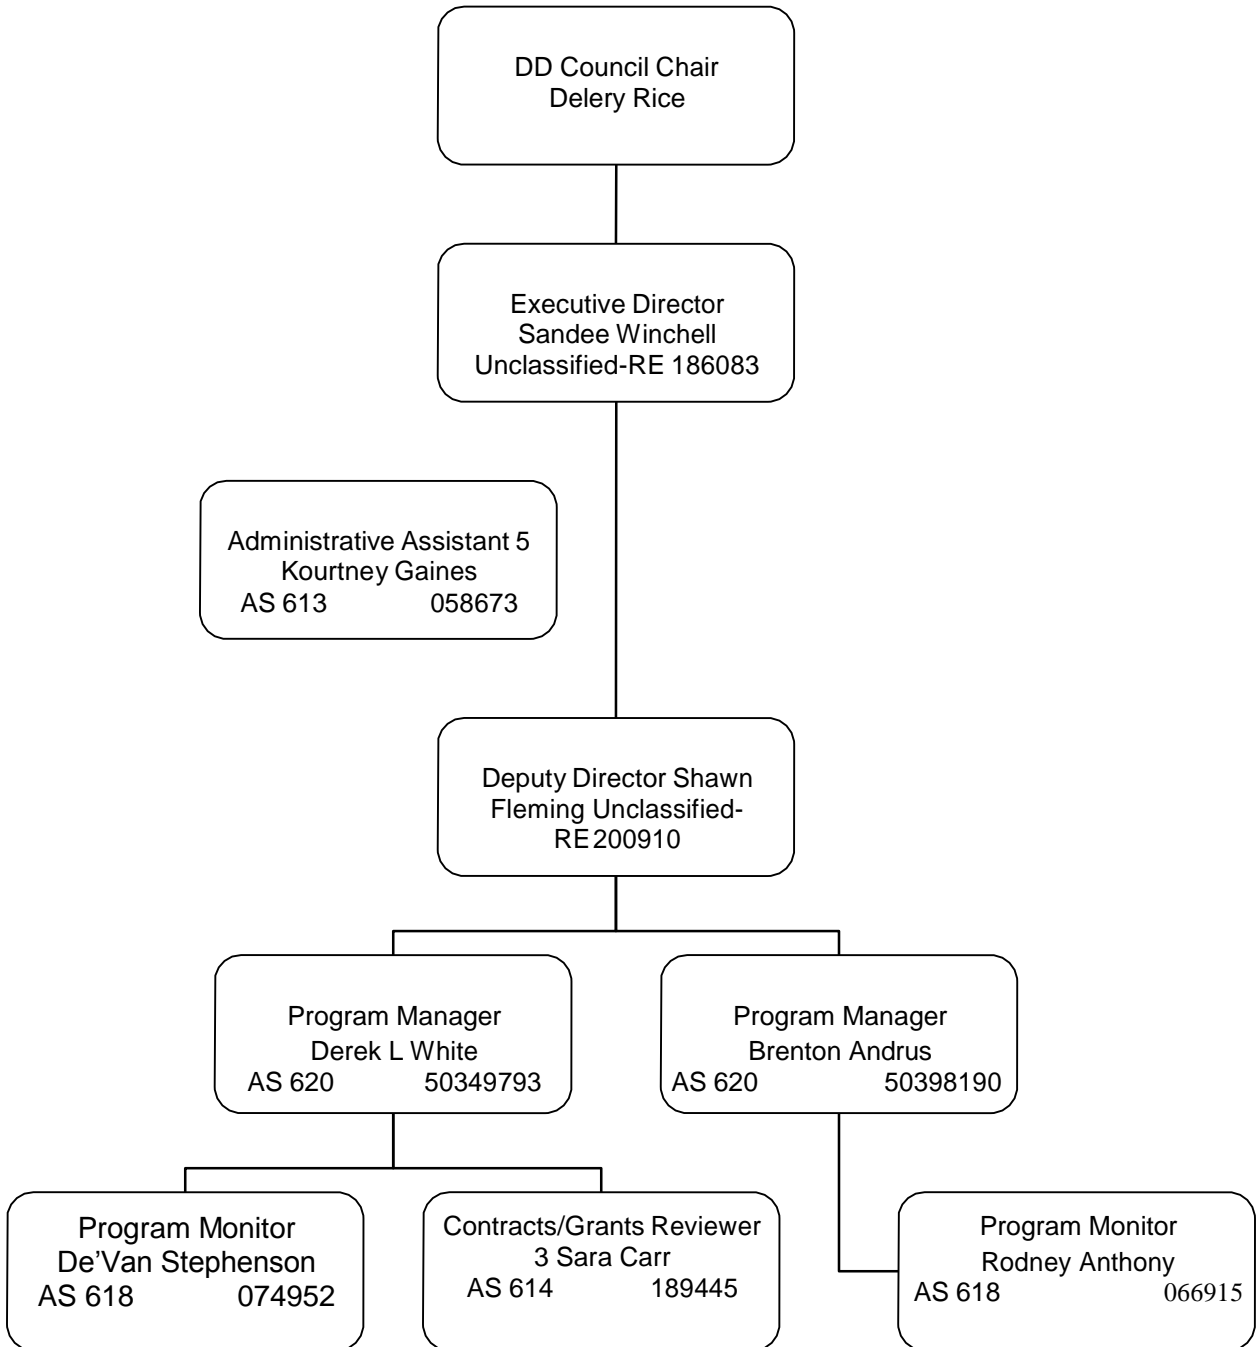 DD Council Chair
Delery Rice
Executive Director
Sandee Winchell
Unclassified-RE 186083
Administrative Assistant 5
Kourtney Gaines
AS 613 058673
Deputy Director Shawn
Fleming Unclassified-
RE200910
Program Manager
Derek L White
AS 620 50349793
Program Manager
Brenton Andrus
AS 620 50398190
Program Monitor
De’Van Stephenson
AS 618 074952
Contracts/Grants Reviewer
3 Sara Carr
AS 614 189445
Program Monitor
Rodney Anthony
AS 618 066915